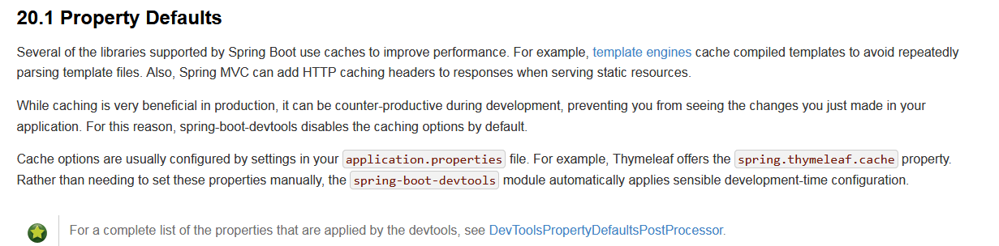 20.1 Property Defaults
Several of the libraries supported by Spring Boot use caches to improve performance. For example, template engines cache compiled templates to avoid repeatedly
parsing template files. Also, Spring MVC can add HTTP caching headers to responses when serving static resources.
While caching is very beneficial in production, it can be counter-productive during development, preventing you from seeing the changes you just made in your
application. For this reason, spring-boot-devtools disables the caching options by default.
Cache options are usually configured by settings in your application.properties file. For example, Thymeleaf offers the spring.thymeleaf.cache property.
Rather than needing to set these properties manually, the spring-boot-devtools module automatically applies sensible development-time configuration.
For a complete list of the properties that are applied by the devtools, see DevToolsPropertyDefaultsPostProcessor.